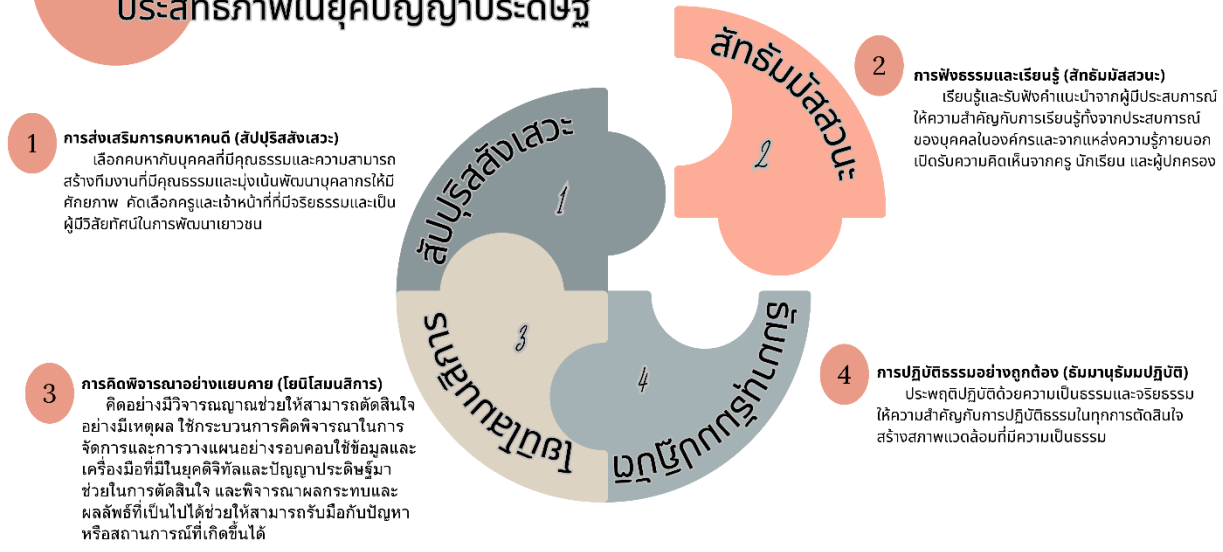 ประสิทธิภาพในยุคปัญญาประดิษฐ์
1
การส่งเสริมการคบหาคนดี (สัปปุริสสังเสวะ)
เลือกคบหากับบุคคลที่มีคุณธรรมและความสามารถ
สร้างทีมงานที่มีคุณธรรมและมุ่งเน้นพัฒนาบุคลากรให้มี
ศักยภาพ คัดเลือกครูและเจ้าหน้าที่ที่มีจริยธรรมและเป็น
ผู้มีวิสัยทัศน์ในการพัฒนาเยาวชน
สัปปุริสสังเสวะ
1
สัทธัมมัสสวนะ
2
2
การฟังธรรมและเรียนรู้ (สัทธัมมัสสวนะ)
เรียนรู้และรับฟังคำแนะนำจากผู้มีประสบการณ์
ให้ความสำคัญกับการเรียนรู้ทั้งจากประสบการณ์
ของบุคคลในองค์กรและจากแหล่งความรู้ภายนอก
เปิดรับความคิดเห็นจากครู นักเรียน และผู้ปกครอง
3
การคิดพิจารณาอย่างแยบคาย (โยนิโสมนสิการ)
คิดอย่างมีวิจารณญาณช่วยให้สามารถตัดสินใจ
อย่างมีเหตุผล ใช้กระบวนการคิดพิจารณาในการ
จัดการและการวางแผนอย่างรอบคอบใช้ข้อมูลและ
เครื่องมือที่มีในยุคดิจิทัลและปัญญาประดิษฐ์มา
ช่วยในการตัดสินใจ และพิจารณาผลกระทบและ
ผลลัพธ์ที่เป็นไปได้ช่วยให้สามารถรับมือกับปัญหา
หรือสถานการณ์ที่เกิดขึ้นได้
โยนิโสมนสิการ
3
ธัมมานุธัมมปฏิบัติ
4
4
การปฏิบัติธรรมอย่างถูกต้อง (ธัมมานุธัมมปฏิบัติ)
ประพฤติปฏิบัติด้วยความเป็นธรรมและจริยธรรม
ให้ความสำคัญกับการปฏิบัติธรรมในทุกการตัดสินใจ
สร้างสภาพแวดล้อมที่มีความเป็นธรรม